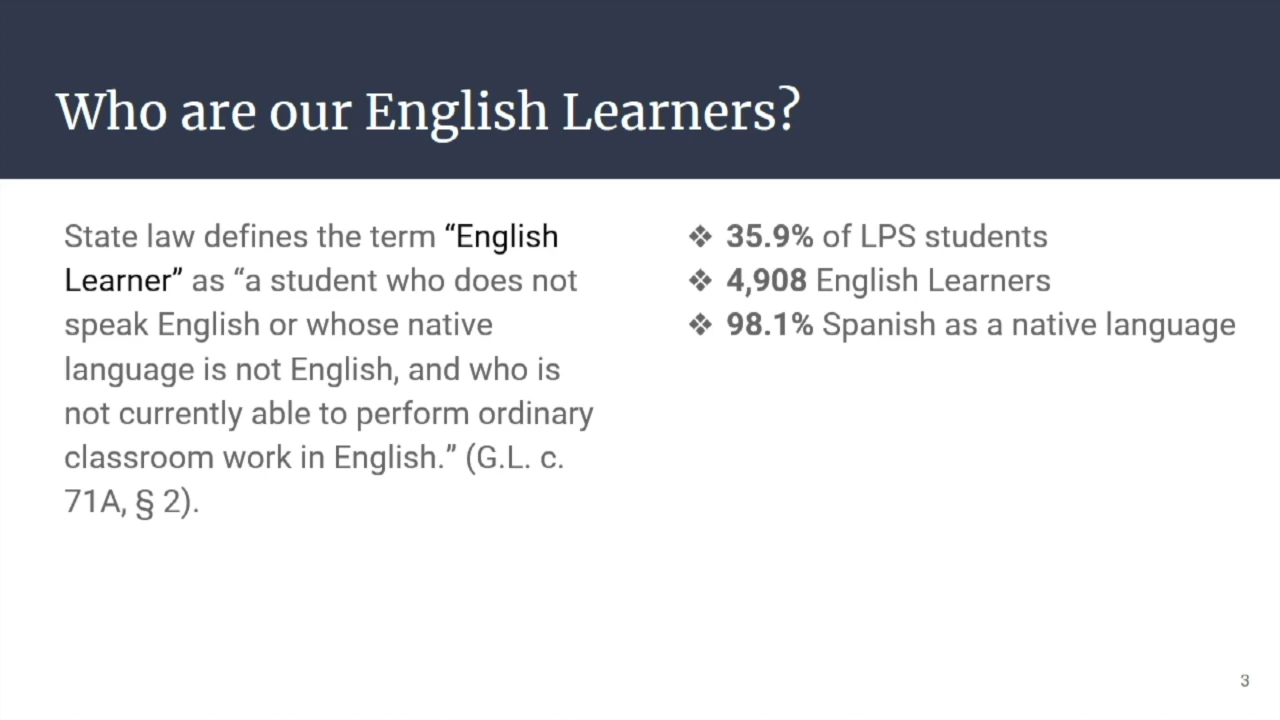 Who are our English Learners?
State law defines the term “English
Learner” as “a student who does not
speak English or whose native
language is not English, and who is
not currently able to perform ordinary
classroom work in English.” (G.L. c.
71A, § 2).
❖ 35.9% of LPS students
❖ 4,908 English Learners
❖ 98.1% Spanish as a native language
3